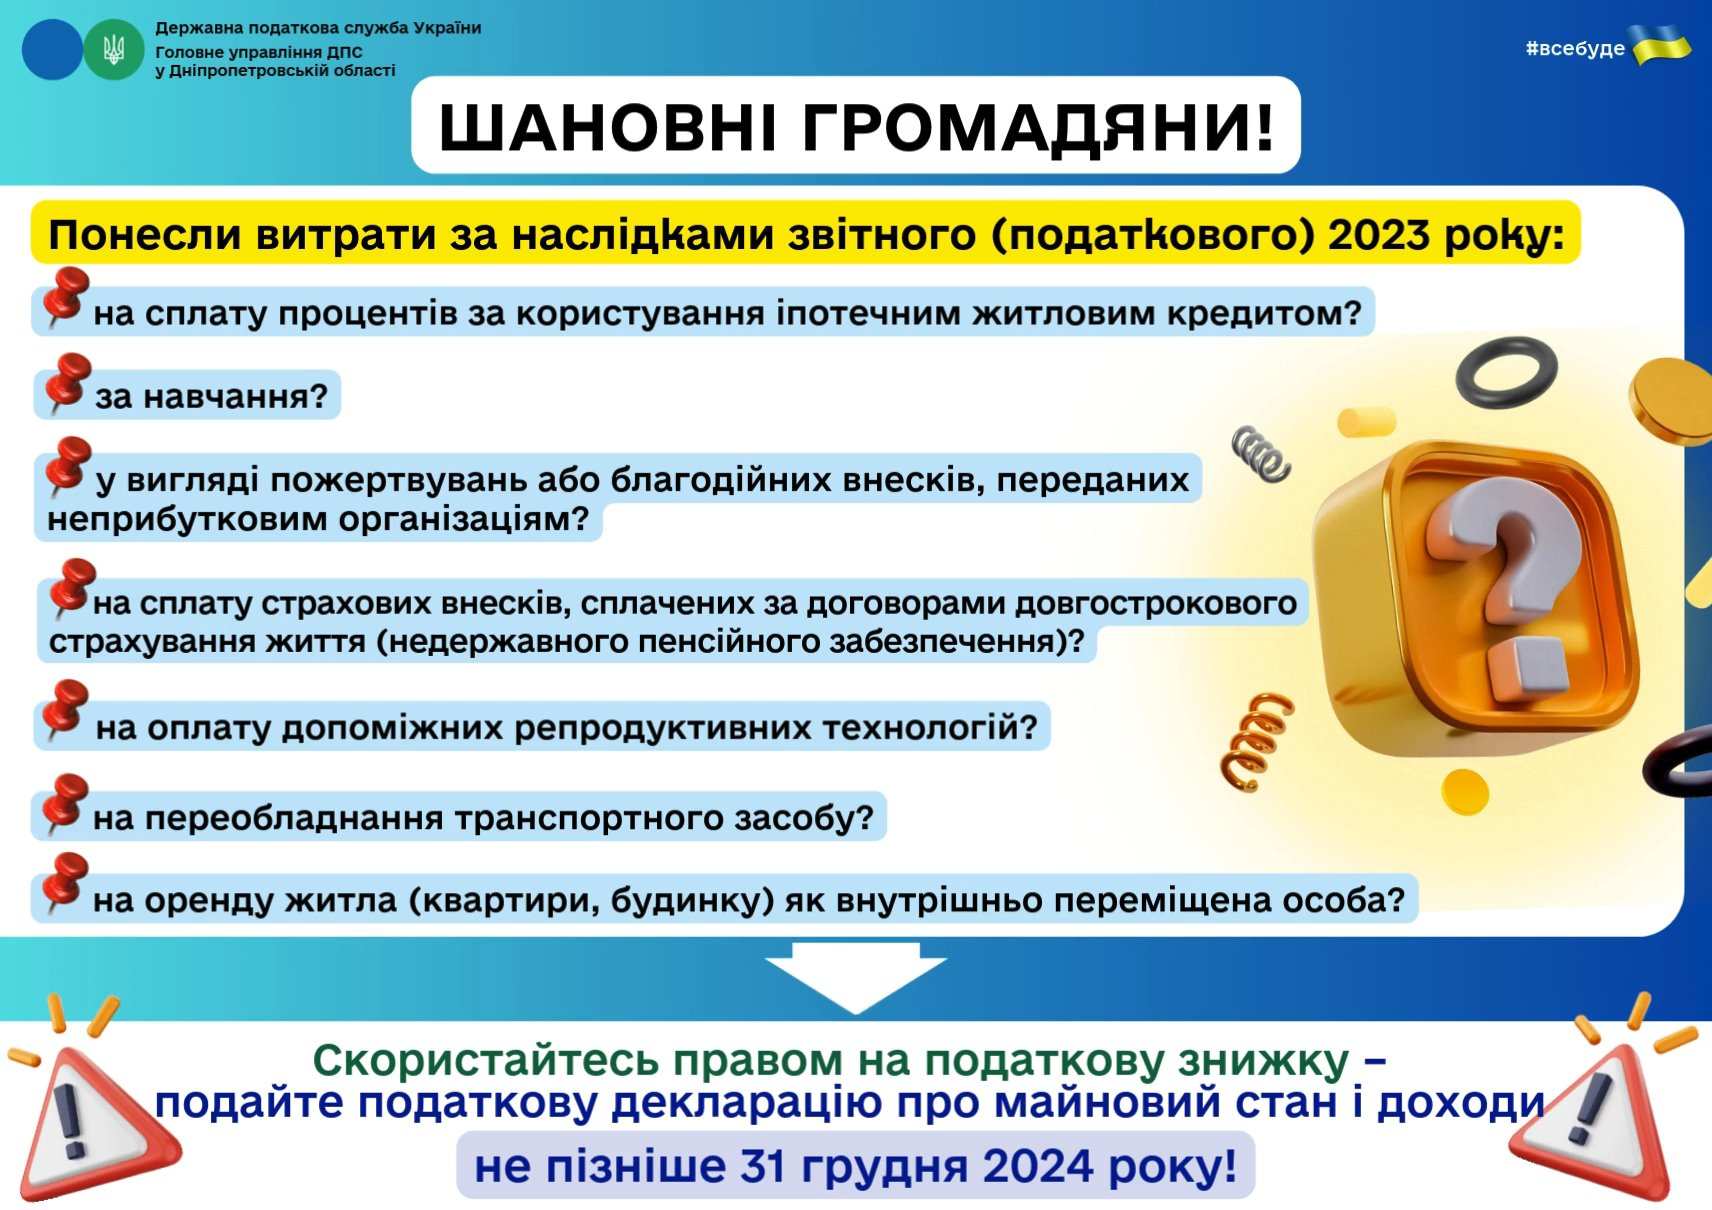 Державна податкова служба України
Головне управління ДПС
у Дніпропетровській області
#всебуде
ШАНОВНІ ГРОМАДЯНИ!
Понесли витрати за наслідками звітного (податкового) 2023 року:
на сплату процентів за користування іпотечним житловим кредитом?
за навчання?
у вигляді пожертвувань або благодійних внесків, переданих
неприбутковим організаціям?
на сплату страхових внесків, сплачених за договорами довгострокового
страхування життя (недержавного пенсійного забезпечення)?
на оплату допоміжних репродуктивних технологій?
на переобладнання транспортного засобу?
на оренду житла (квартири, будинку) як внутрішньо переміщена особа?
Скористайтесь правом на податкову знижку –
подайте податкову декларацію про майновий стан і доходи
не пізніше 31 грудня 2024 року!